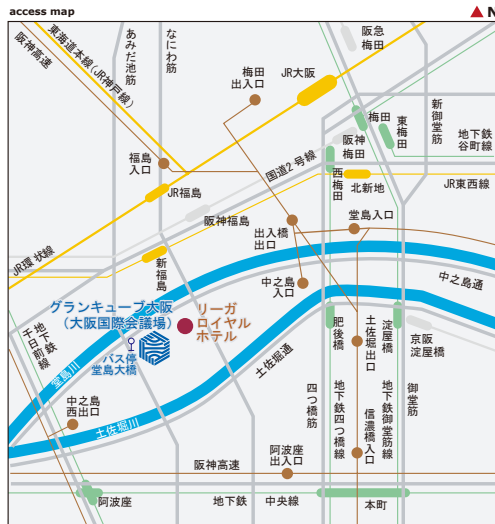 access map
N
阪神高速
東海道本線(JR神戸線)
あみだ池筋
なにわ筋
梅田
出入口
JR大阪
阪急
梅田
梅田
東梅田
新御堂筋
地下鉄
谷町線
福島
入口
国道2号線
阪神
梅田
西梅田
北新地
JR東西線
JR福島
阪神福島
出入橋
出口
堂島入口
JR環状線
新福島
中之島
入口
中之島通
グランキューブ大阪
(大阪国際会議場)
リーガ
ロイヤル
ホテル
地下鉄
千日前線
バス停
堂島大橋
堂島川
土佐堀通
肥後橋
土佐堀出口
淀屋橋
京阪
淀屋橋
中之島
西出口
土佐堀川
四つ橋筋
地下鉄四つ橋線
信濃橋入口
地下鉄御堂筋線
御堂筋
阪神高速
阿波座
出入口
阿波座
地下鉄
中央線
本町